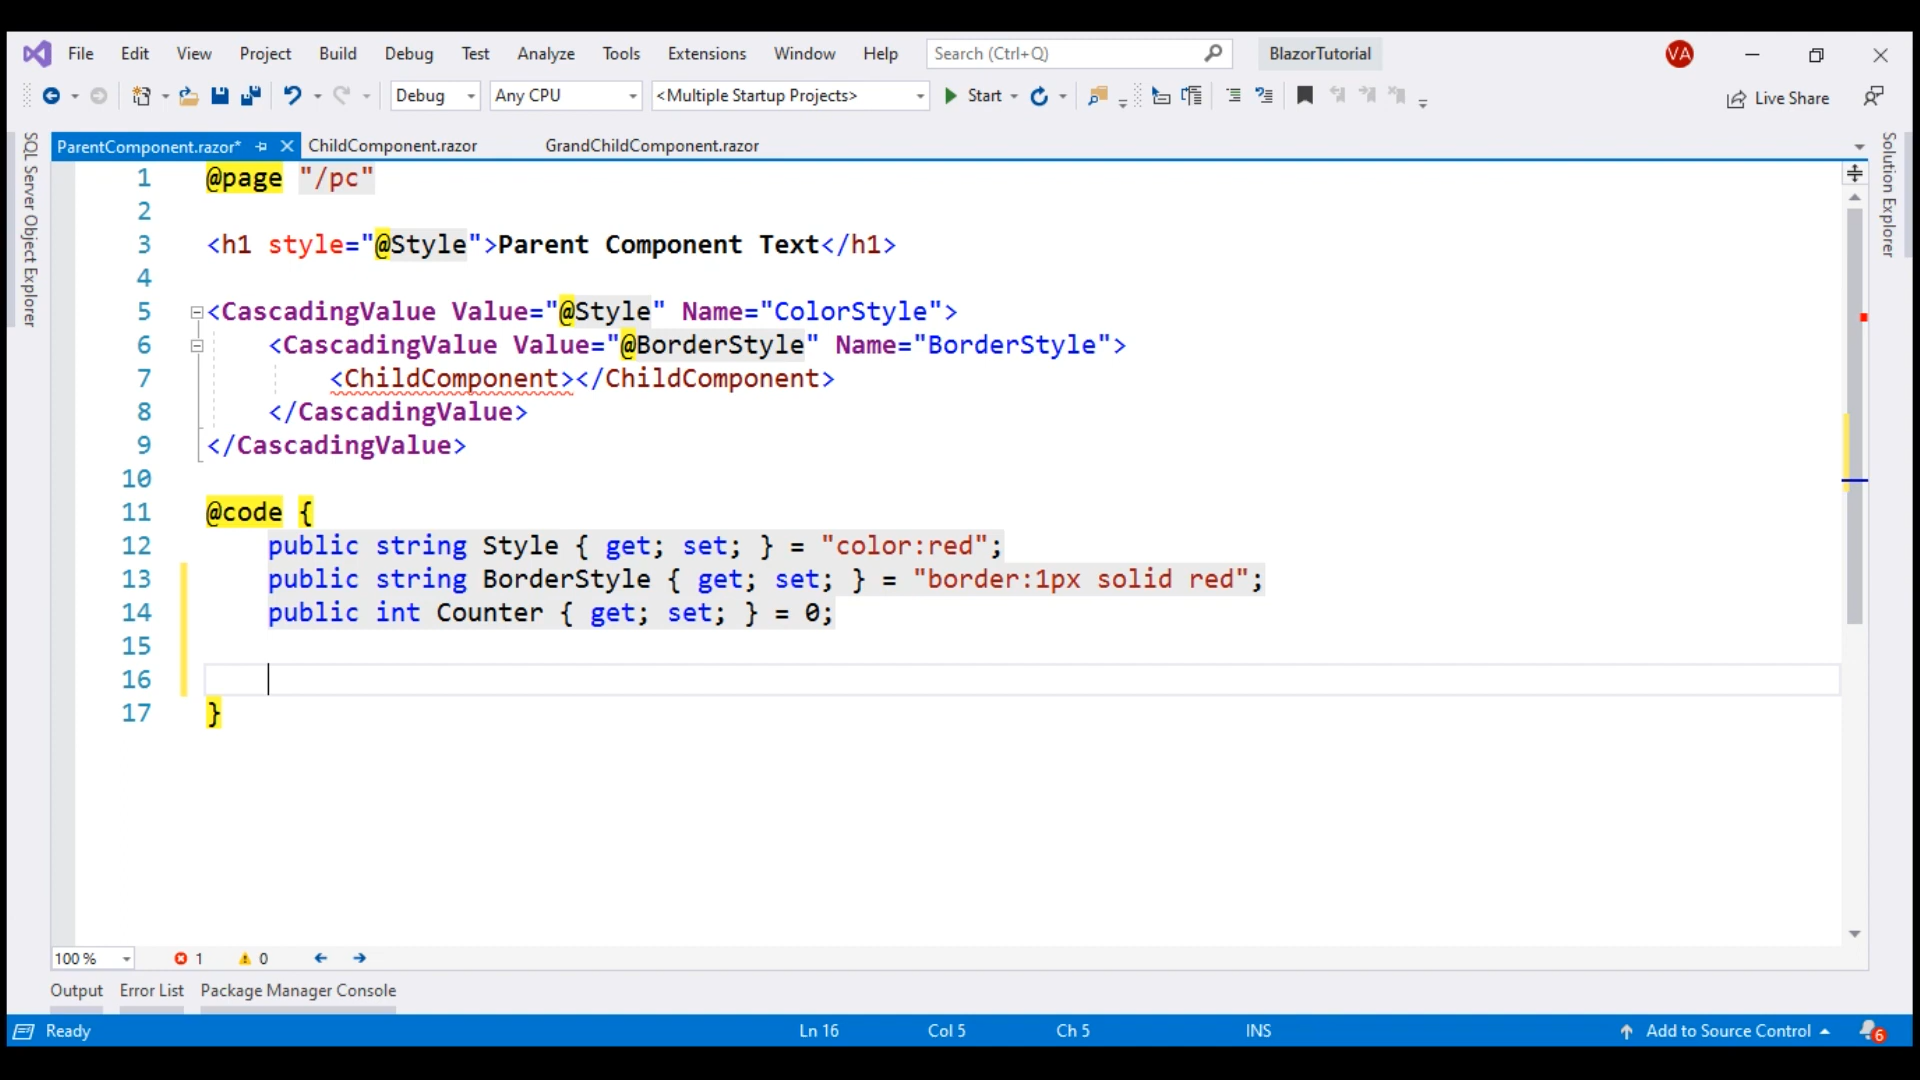 File Edit View Project Build Debug Test Analyze Tools Extensions Window Help Search (Ctrl+Q) BlazorTutorial VA
Debug Any CPU <Multiple Startup Projects> Start Live Share
SQL Server Object Explorer
Solution Explorer
ParentComponent.razor* ChildComponent.razor GrandChildComponent.razor
1 @page "/pc"
2
3 <h1 style="@Style">Parent Component Text</h1>
4
5 <CascadingValue Value="@Style" Name="ColorStyle">
6 <CascadingValue Value="@BorderStyle" Name="BorderStyle">
7 <ChildComponent></ChildComponent>
8 </CascadingValue>
9 </CascadingValue>
10
11 @code {
12 public string Style { get; set; } = "color:red";
13 public string BorderStyle { get; set; } = "border:1px solid red";
14 public int Counter { get; set; } = 0;
15
16
17 }
100 % 1 0
Output Error List Package Manager Console
Ready Ln 16 Col 5 Ch 5 INS Add to Source Control 6